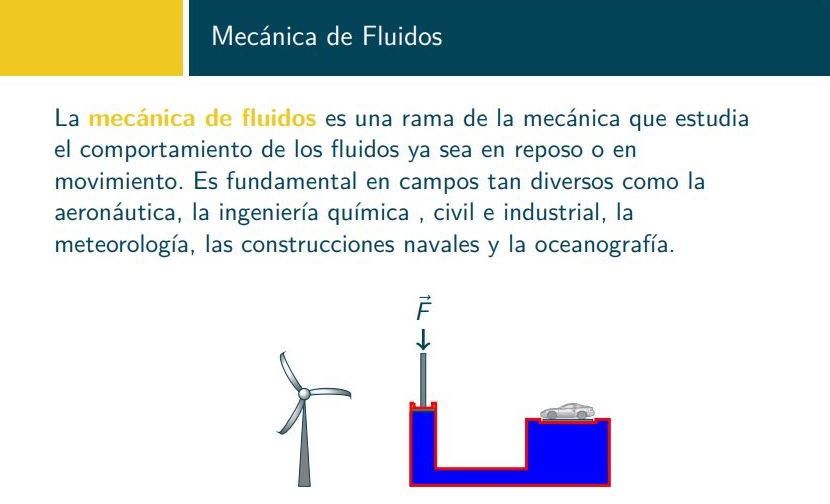 Mecánica de Fluidos
La mecánica de fluidos es una rama de la mecánica que estudia
el comportamiento de los fluidos ya sea en reposo o en
movimiento. Es fundamental en campos tan diversos como la
aeronáutica, la ingeniería química , civil e industrial, la
meteorología, las construcciones navales y la oceanografía.
F⃗